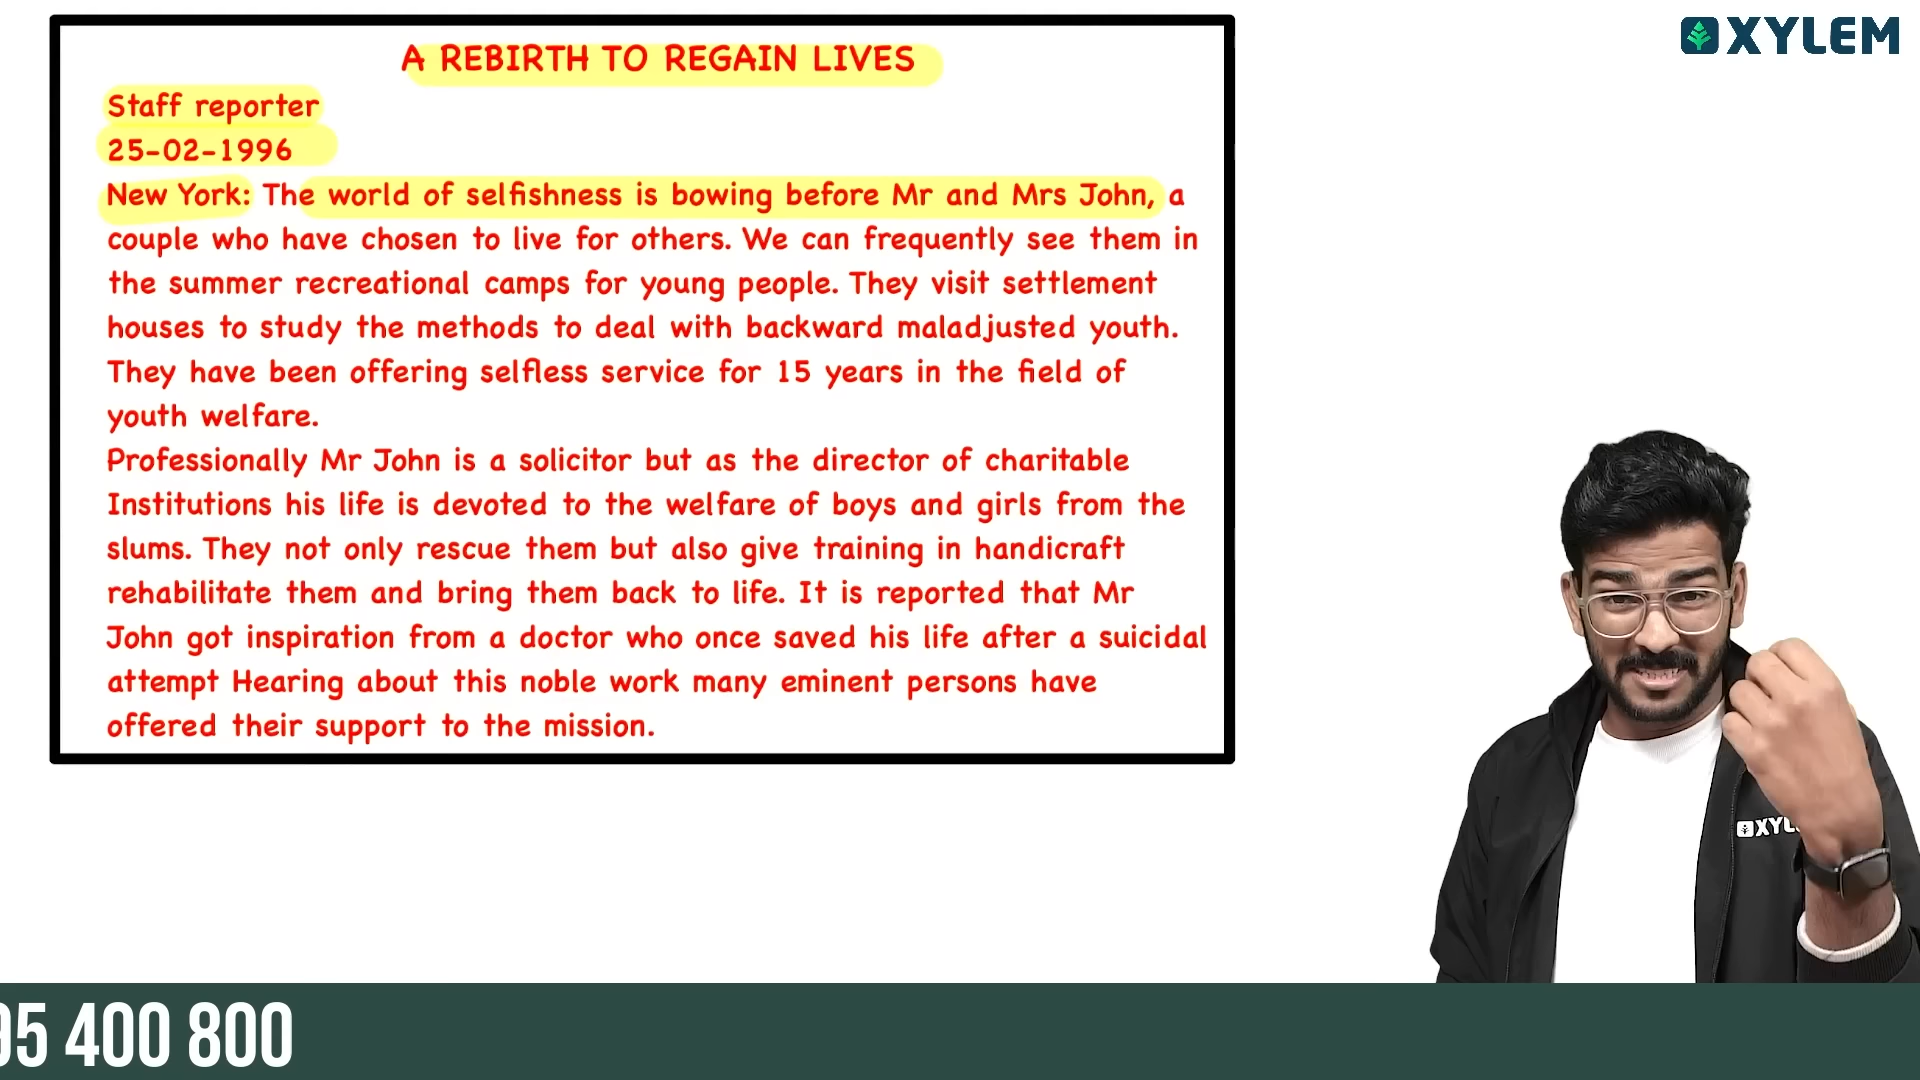 A REBIRTH TO REGAIN LIVES
XYLEM
Staff reporter
25-02-1996
New York: The world of selfishness is bowing before Mr and Mrs John, a
couple who have chosen to live for others. We can frequently see them in
the summer recreational camps for young people. They visit settlement
houses to study the methods to deal with backward maladjusted youth.
They have been offering selfless service for 15 years in the field of
youth welfare.
Professionally Mr John is a solicitor but as the director of charitable
Institutions his life is devoted to the welfare of boys and girls from the
slums. They not only rescue them but also give training in handicraft
rehabilitate them and bring them back to life. It is reported that Mr
John got inspiration from a doctor who once saved his life after a suicidal
attempt Hearing about this noble work many eminent persons have
offered their support to the mission.
95 400 800